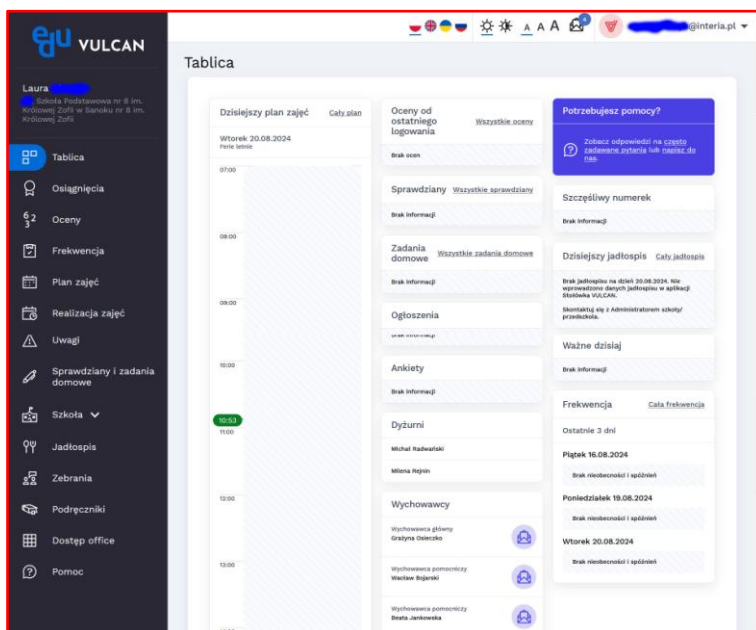 edu VULCAN
A A A
4
@interia.pl
Laura
Szkoła Podstawowa nr 8 im.
Królowej Zofii w Sanoku nr 8 im.
Królowej Zofii
Tablica
Osiągnięcia
6 2 3 Oceny
Frekwencja
Plan zajęć
Realizacja zajęć
Uwagi
Sprawdziany i zadania
domowe
Szkoła
Jadłospis
Zebrania
Podręczniki
Dostęp office
Pomoc
Tablica
Dzisiejszy plan zajęć Cały plan
Wtorek 20.08.2024
Ferie letnie
07:00
08:00
09:00
10:00
10:53
11:00
12:00
13:00
Oceny od
ostatniego
logowania
Wszystkie oceny
Brak ocen
Sprawdziany Wszystkie sprawdziany
Brak informacji
Zadania
domowe
Wszystkie zadania domowe
Brak informacji
Ogłoszenia
Brak informacji
Ankiety
Brak informacji
Dyżurni
Michał Radwański
Milena Rejnin
Wychowawcy
Wychowawca główny
Grażyna Osieczko
Wychowawca pomocniczy
Wacław Bojarski
Wychowawca pomocniczy
Beata Jankowska
Potrzebujesz pomocy?
Zobacz odpowiedzi na często
zadawane pytania lub napisz do
nas.
Szczęśliwy numerek
Brak informacji
Dzisiejszy jadłospis Cały jadłospis
Brak jadłospisu na dzień 20.08.2024. Nie
wprowadzono danych jadłospisu w aplikacji
Stołówka VULCAN.
Skontaktuj się z Administratorem szkoły/
przedszkola.
Ważne dzisiaj
Brak informacji
Frekwencja Cała frekwencja
Ostatnie 3 dni
Piątek 16.08.2024
Brak nieobecności i spóźnień
Poniedziałek 19.08.2024
Brak nieobecności i spóźnień
Wtorek 20.08.2024
Brak nieobecności i spóźnień